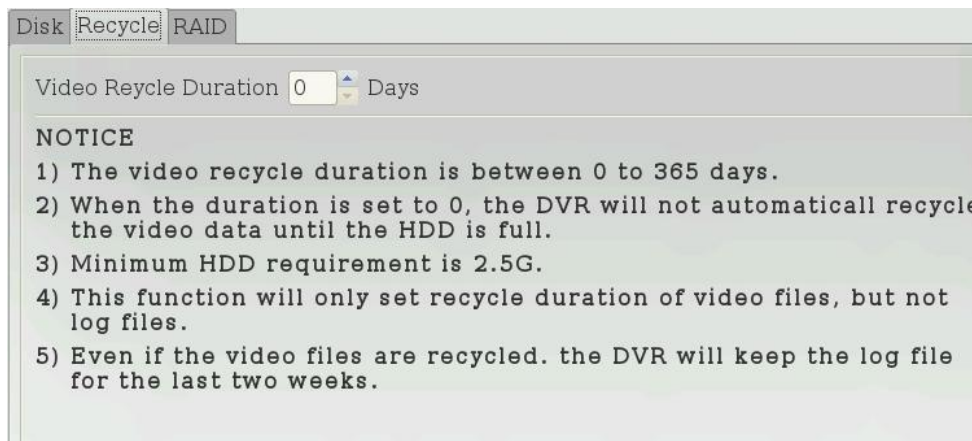 Disk Recycle RAID
Video Reycle Duration 0 Days
NOTICE
1) The video recycle duration is between 0 to 365 days.
2) When the duration is set to 0, the DVR will not automaticall recycle
the video data until the HDD is full.
3) Minimum HDD requirement is 2.5G.
4) This function will only set recycle duration of video files, but not
log files.
5) Even if the video files are recycled. the DVR will keep the log file
for the last two weeks.